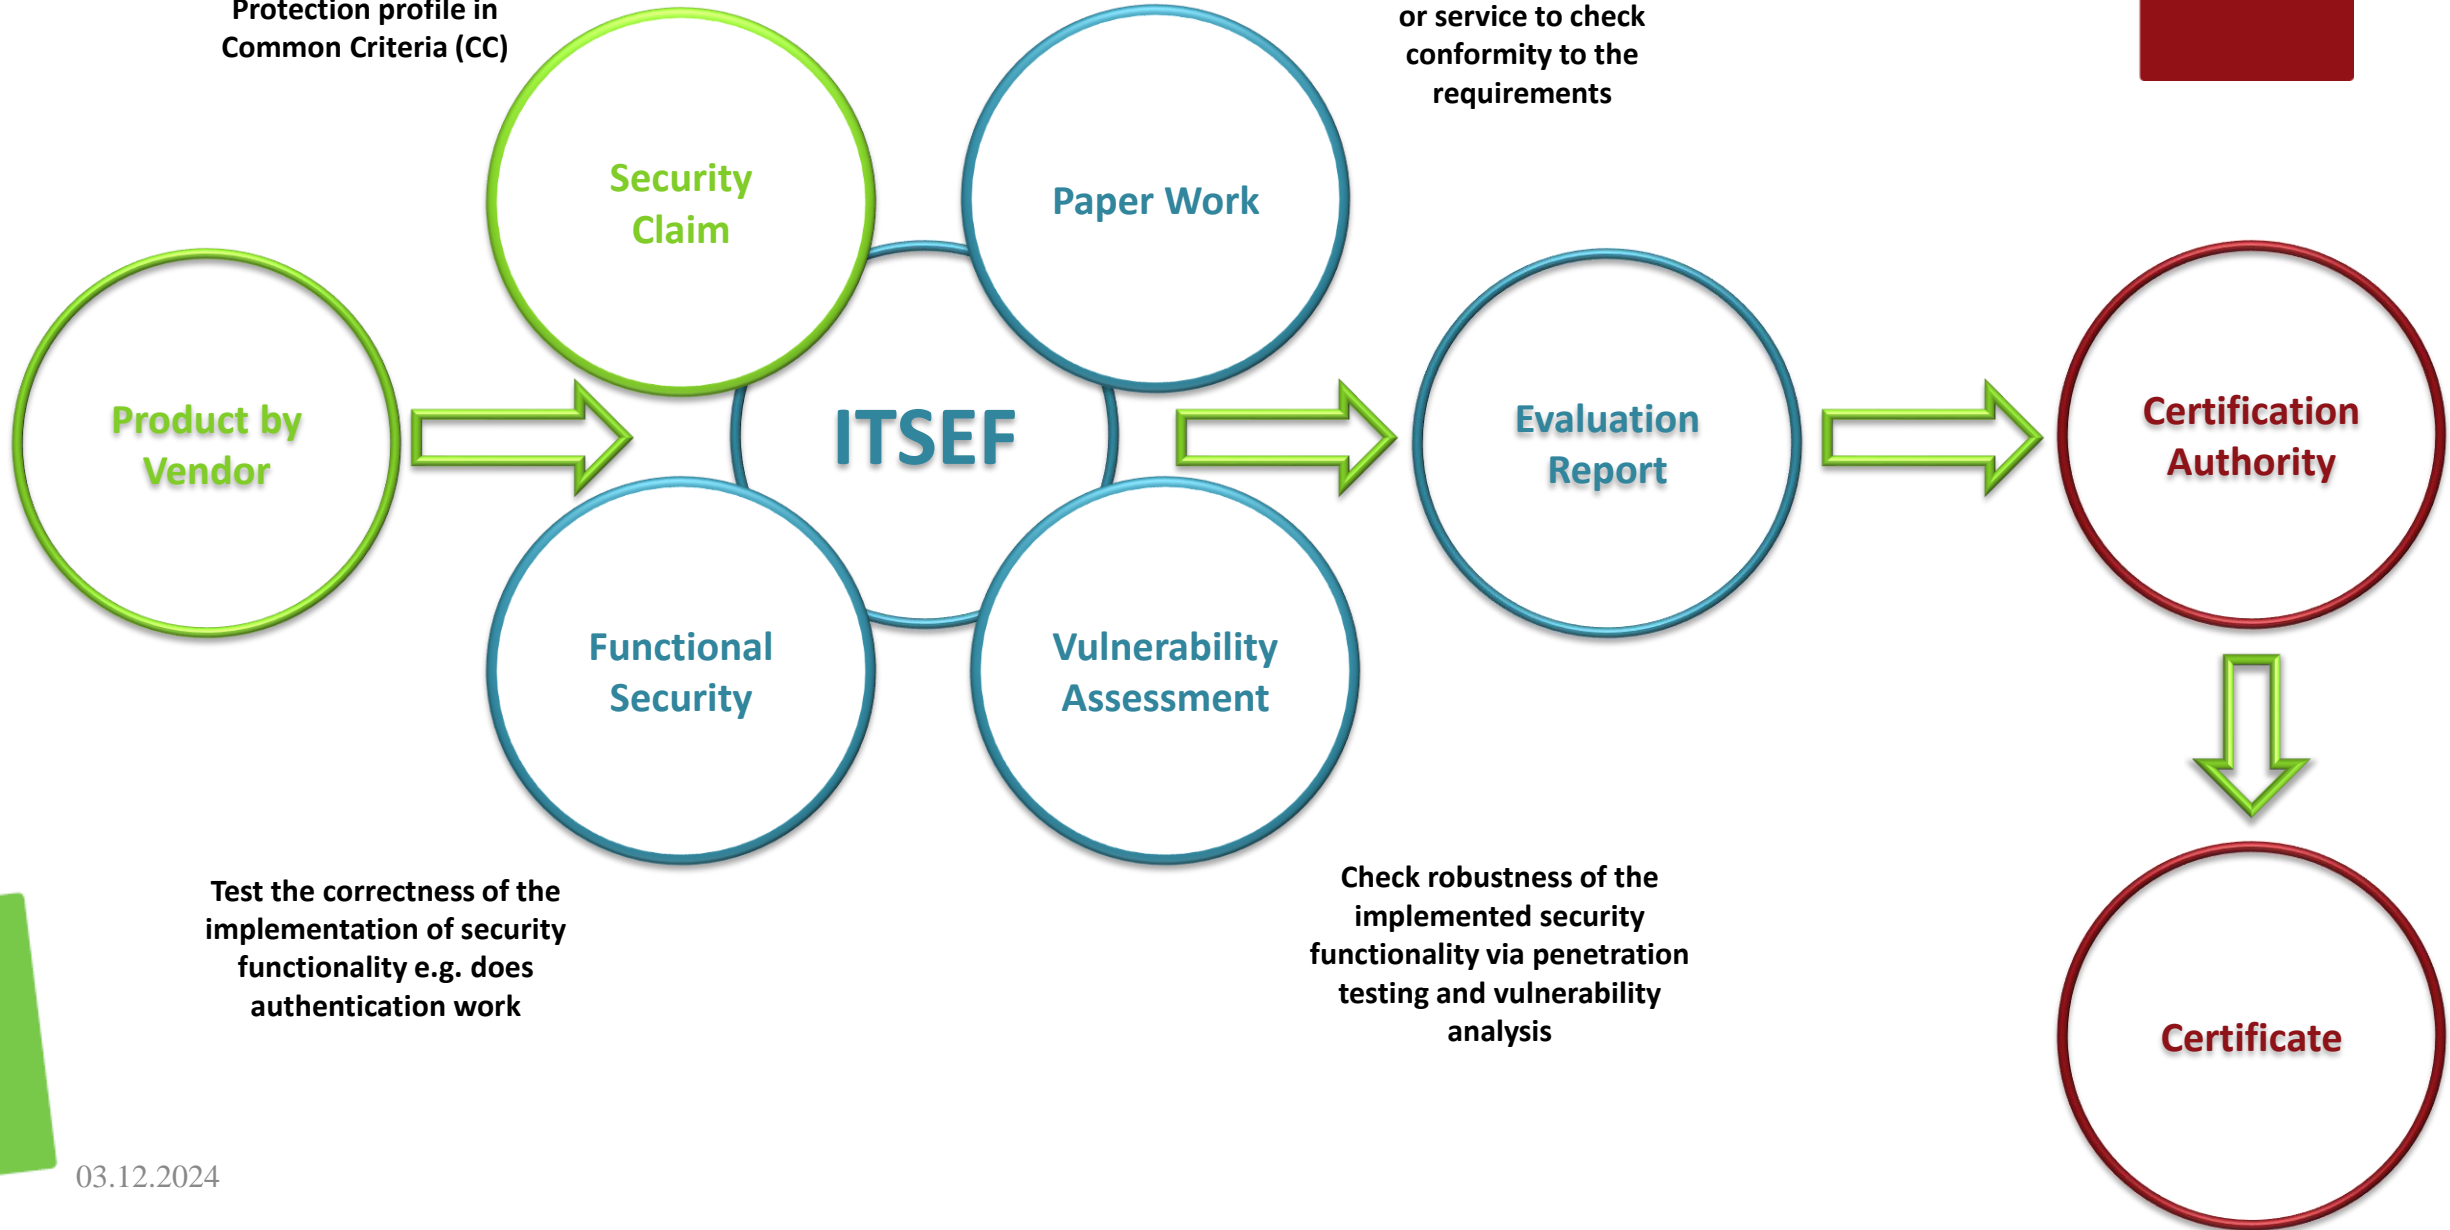 Protection profile in
Common Criteria (CC)
or service to check
conformity to the
requirements
Security
Claim
Paper Work
Product by
Vendor
ITSEF
Evaluation
Report
Certification
Authority
Functional
Security
Vulnerability
Assessment
Test the correctness of the
implementation of security
functionality e.g. does
authentication work
Check robustness of the
implemented security
functionality via penetration
testing and vulnerability
analysis
Certificate
03.12.2024